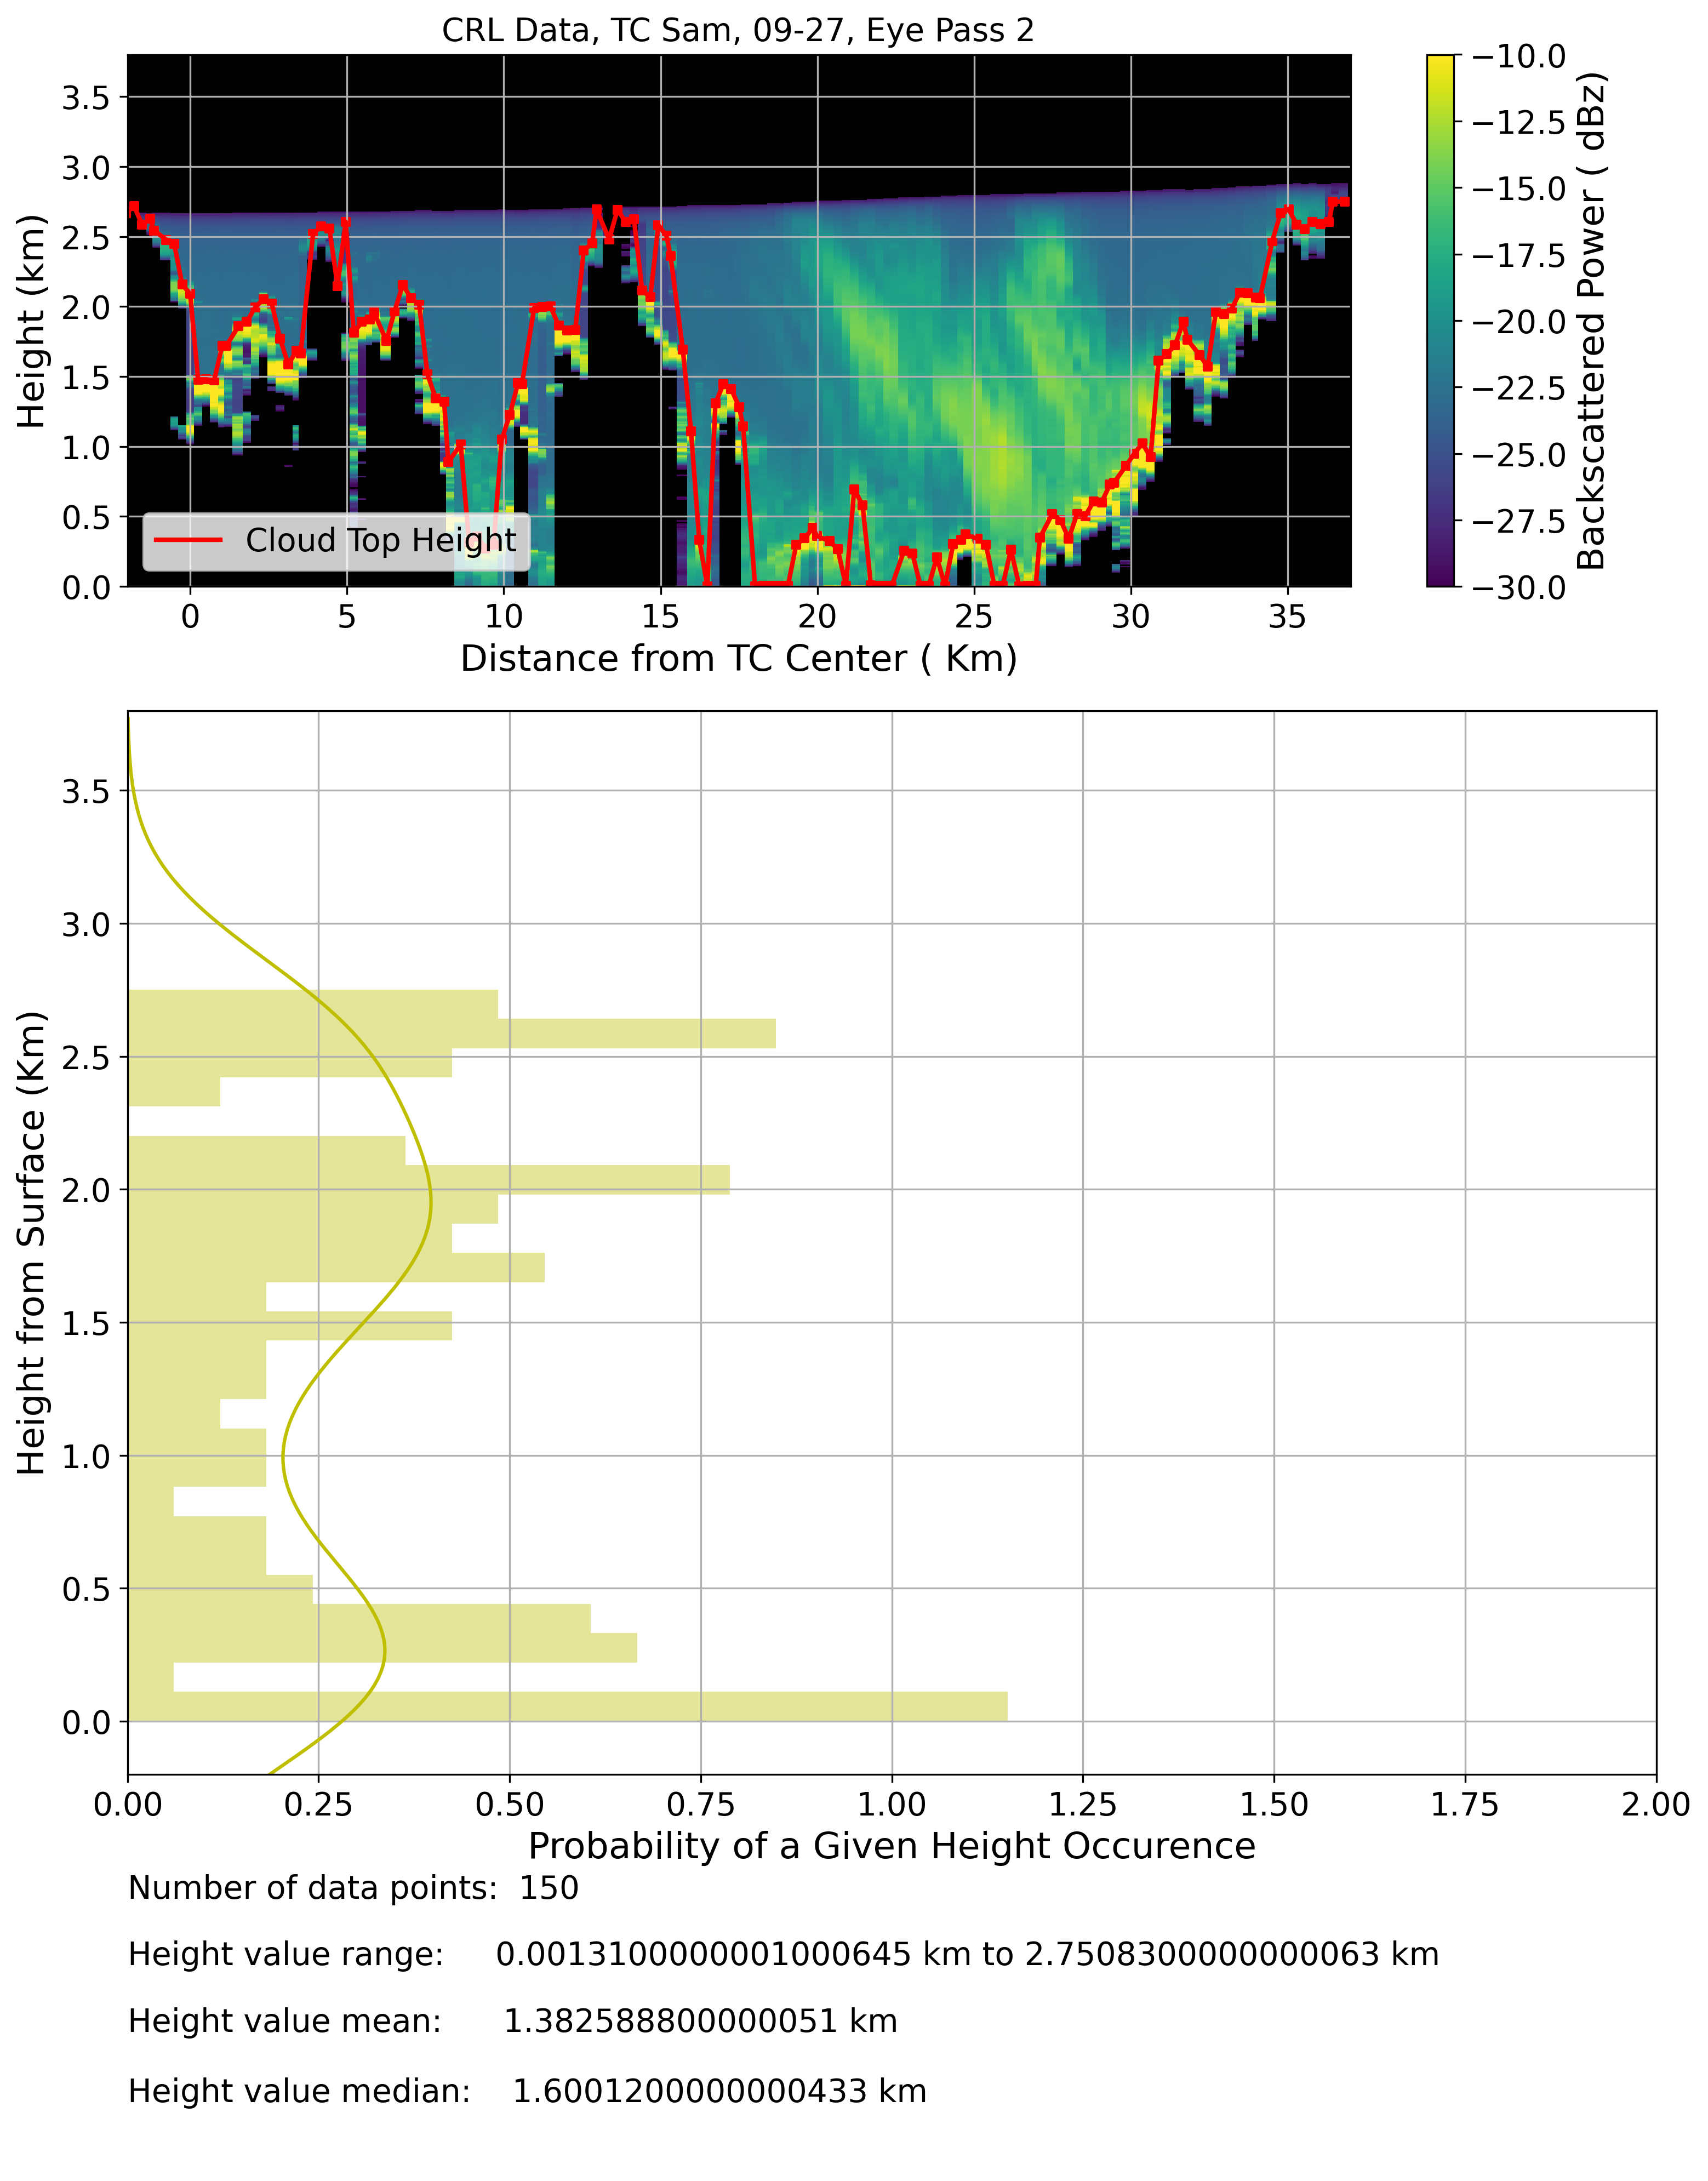 CRL Data, TC Sam, 09-27, Eye Pass 2
3.5
3.0
2.5
2.0
1.5
1.0
0.5
0.0
Height (km)
Cloud Top Height
0 5 10 15 20 25 30 35
Distance from TC Center ( Km)
−10.0
−12.5
−15.0
−17.5
−20.0
−22.5
−25.0
−27.5
−30.0
Backscattered Power ( dBz)
3.5
3.0
2.5
2.0
1.5
1.0
0.5
0.0
Height from Surface (Km)
0.00 0.25 0.50 0.75 1.00 1.25 1.50 1.75 2.00
Probability of a Given Height Occurence
Number of data points: 150
Height value range: 0.0013100000001000645 km to 2.7508300000000063 km
Height value mean: 1.382588800000051 km
Height value median: 1.6001200000000433 km